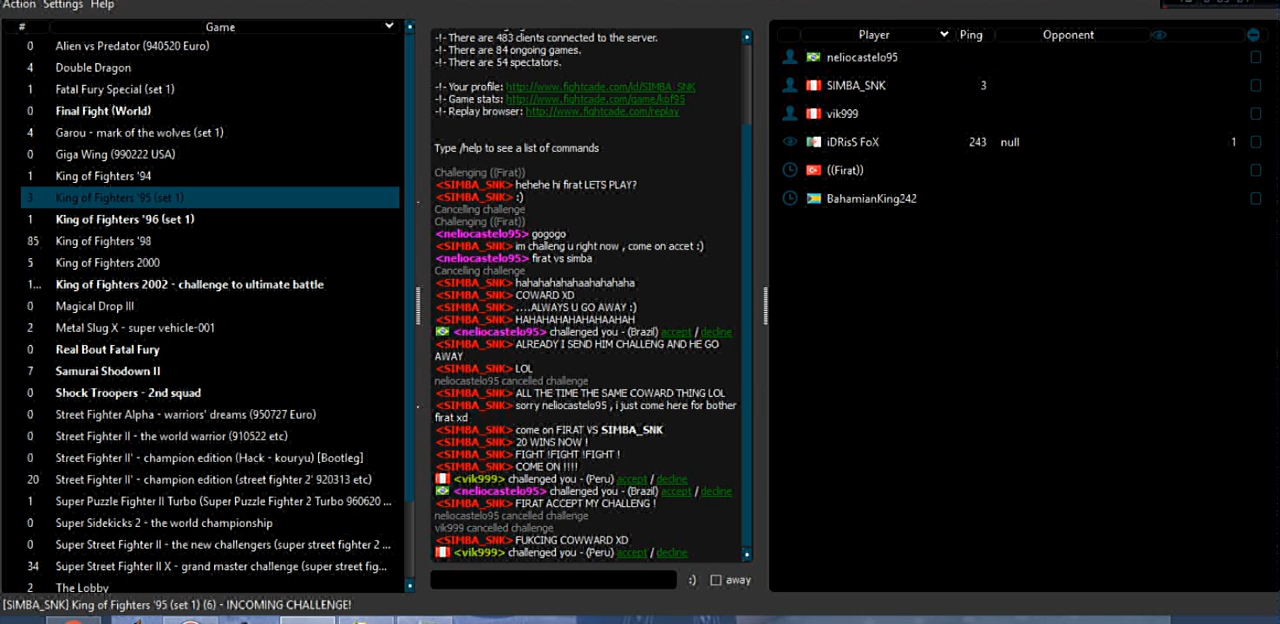 Action Settings Help
# Game
0 Alien vs Predator (940520 Euro)
4 Double Dragon
1 Fatal Fury Special (set 1)
0 Final Fight (World)
4 Garou - mark of the wolves (set 1)
0 Giga Wing (990222 USA)
1 King of Fighters '94
3 King of Fighters '95 (set 1)
1 King of Fighters '96 (set 1)
85 King of Fighters '98
5 King of Fighters 2000
1... King of Fighters 2002 - challenge to ultimate battle
0 Magical Drop III
2 Metal Slug X - super vehicle-001
0 Real Bout Fatal Fury
7 Samurai Shodown II
0 Shock Troopers - 2nd squad
0 Street Fighter Alpha - warriors' dreams (950727 Euro)
0 Street Fighter II - the world warrior (910522 etc)
0 Street Fighter II' - champion edition (Hack - kouryu) [Bootleg]
20 Street Fighter II' - champion edition (street fighter 2' 920313 etc)
1 Super Puzzle Fighter II Turbo (Super Puzzle Fighter 2 Turbo 960620 ...
0 Super Sidekicks 2 - the world championship
0 Super Street Fighter II - the new challengers (super street fighter 2 ...
34 Super Street Fighter II X - grand master challenge (super street fig...
2 The Lobby
-!- There are 483 clients connected to the server.
-!- There are 84 ongoing games.
-!- There are 54 spectators.
-!- Your profile: http://www.fightcade.com/id/SIMBA_SNK
-!- Game stats: http://www.fightcade.com/game/kof95
-!- Replay browser: http://www.fightcade.com/replay
Type /help to see a list of commands
Challenging ((Firat))
<SIMBA_SNK> hehehe hi firat LETS PLAY?
<SIMBA_SNK> :)
Cancelling challenge
Challenging ((Firat))
<neliocastelo95> gogogo
<SIMBA_SNK> im challeng u right now , come on accet :)
<neliocastelo95> firat vs simba
Cancelling challenge
<SIMBA_SNK> hahahahahahaahahahaha
<SIMBA_SNK> COWARD XD
<SIMBA_SNK> ....ALWAYS U GO AWAY :)
<SIMBA_SNK> HAHAHAHAHAHAHAAHAH
<neliocastelo95> challenged you - (Brazil) accept / decline
<SIMBA_SNK> ALREADY I SEND HIM CHALLENG AND HE GO
AWAY
<SIMBA_SNK> LOL
neliocastelo95 cancelled challenge
<SIMBA_SNK> ALL THE TIME THE SAME COWARD THING LOL
<SIMBA_SNK> sorry neliocastelo95 , i just come here for bother
firat xd
<SIMBA_SNK> come on FIRAT VS SIMBA_SNK
<SIMBA_SNK> 20 WINS NOW !
<SIMBA_SNK> FIGHT !FIGHT !FIGHT !
<SIMBA_SNK> COME ON !!!!
<vik999> challenged you - (Peru) accept / decline
<neliocastelo95> challenged you - (Brazil) accept / decline
<SIMBA_SNK> FIRAT ACCEPT MY CHALLENG !
neliocastelo95 cancelled challenge
vik999 cancelled challenge
<SIMBA_SNK> FUKCING COWWARD XD
<vik999> challenged you - (Peru) accept / decline
:) away
Player Ping Opponent
neliocastelo95
SIMBA_SNK 3
vik999
iDRisS FoX 243 null 1
((Firat))
BahamianKing242
[SIMBA_SNK] King of Fighters '95 (set 1) (6) - INCOMING CHALLENGE!